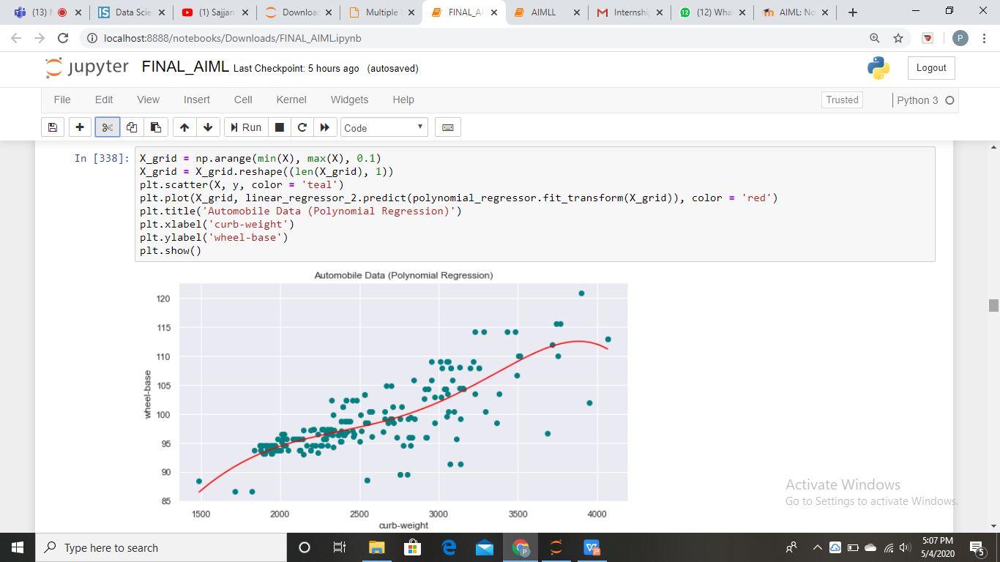 (13) M
Data Scie
(1) Sajjan
Downloa
Multiple
FINAL_A
AIMLL
Internshi
(12) Wha
AIML: No
localhost:8888/notebooks/Downloads/FINAL_AIML.ipynb
P
jupyter FINAL_AIML Last Checkpoint: 5 hours ago (autosaved)
Logout
File Edit View Insert Cell Kernel Widgets Help
Trusted
Python 3
Run
Code
In [338]:
X_grid = np.arange(min(X), max(X), 0.1)
X_grid = X_grid.reshape((len(X_grid), 1))
plt.scatter(X, y, color = 'teal')
plt.plot(X_grid, linear_regressor_2.predict(polynomial_regressor.fit_transform(X_grid)), color = 'red')
plt.title('Automobile Data (Polynomial Regression)')
plt.xlabel('curb-weight')
plt.ylabel('wheel-base')
plt.show()
Automobile Data (Polynomial Regression)
120
115
110
105
100
95
90
85
wheel-base
1500 2000 2500 3000 3500 4000
curb-weight
Activate Windows
Go to Settings to activate Windows.
Type here to search
5:07 PM
5/4/2020
5